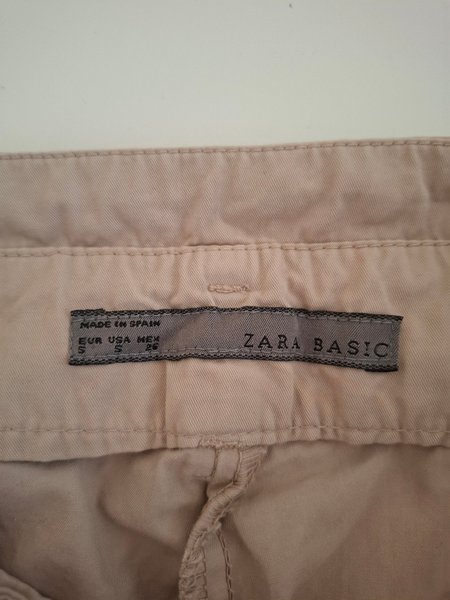 MADE IN SPAIN
EUR USA MEX
S S 26
ZARA BASIC